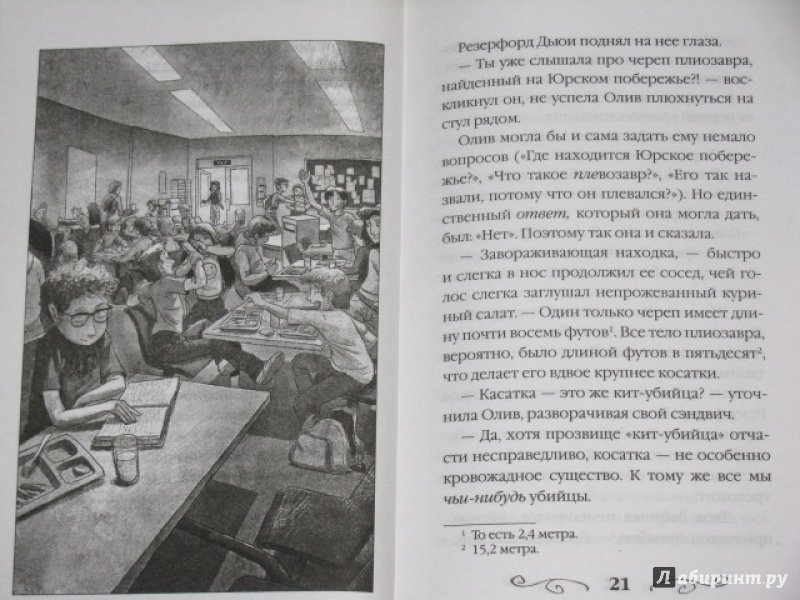 Резерфорд Дьюи поднял на нее глаза.
— Ты уже слышала про череп плиозавра,
найденный на Юрском побережье?! — вос-
кликнул он, не успела Олив плюхнуться на
стул рядом.
Олив могла бы и сама задать ему немало
вопросов («Где находится Юрское побере-
жье?», «Что такое плевозавр?», «Его так на-
звали, потому что он плевался?»). Но един-
ственный ответ, который она могла дать,
был: «Нет». Поэтому так она и сказала.
— Завораживающая находка, — быстро
и слегка в нос продолжил ее сосед, чей го-
лос слегка заглушал непрожеванный кури-
ный салат. — Один только череп имеет дли-
ну почти восемь футов¹. Все тело плиозавра,
вероятно, было длиной футов в пятьдесят²,
что делает его вдвое крупнее косатки.
— Касатка — это же кит-убийца? — уточ-
нила Олив, разворачивая свой сэндвич.
— Да, хотя прозвище «кит-убийца» отча-
сти несправедливо, косатка — не особенно
кровожадное существо. К тому же все мы
чьи-нибудь убийцы.
¹ То есть 2,4 метра.
² 15,2 метра.
21
Лабиринт.ру